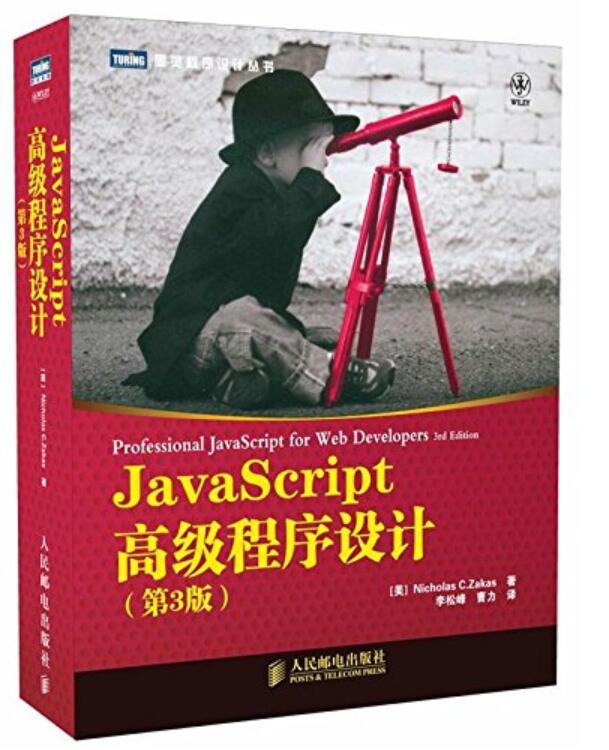 TURING
图灵程序设计丛书
WILEY
Professional JavaScript for Web Developers 3rd Edition
JavaScript
高级程序设计
（第3版）
［美］ Nicholas C.Zakas 著
李松峰 曹力 译
人民邮电出版社
POSTS & TELECOM PRESS
TURING
WILEY
JavaScript
高级程序设计
（第3版）
［美］ Nicholas C.Zakas 著
人民邮电出版社